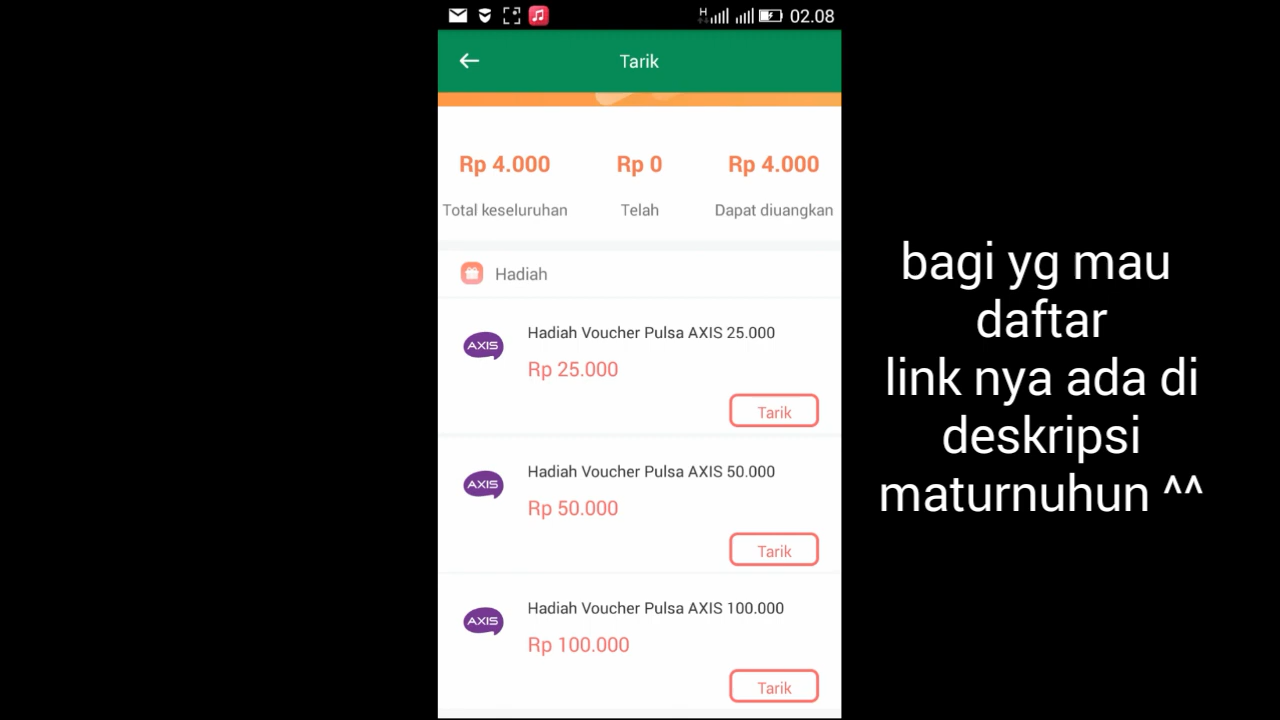 H
02.08
Tarik
Rp 4.000
Rp 0
Rp 4.000
Total keseluruhan
Telah
Dapat diuangkan
Hadiah
AXIS
Hadiah Voucher Pulsa AXIS 25.000
Rp 25.000
Tarik
AXIS
Hadiah Voucher Pulsa AXIS 50.000
Rp 50.000
Tarik
AXIS
Hadiah Voucher Pulsa AXIS 100.000
Rp 100.000
Tarik
bagi yg mau
daftar
link nya ada di
deskripsi
maturnuhun ^^